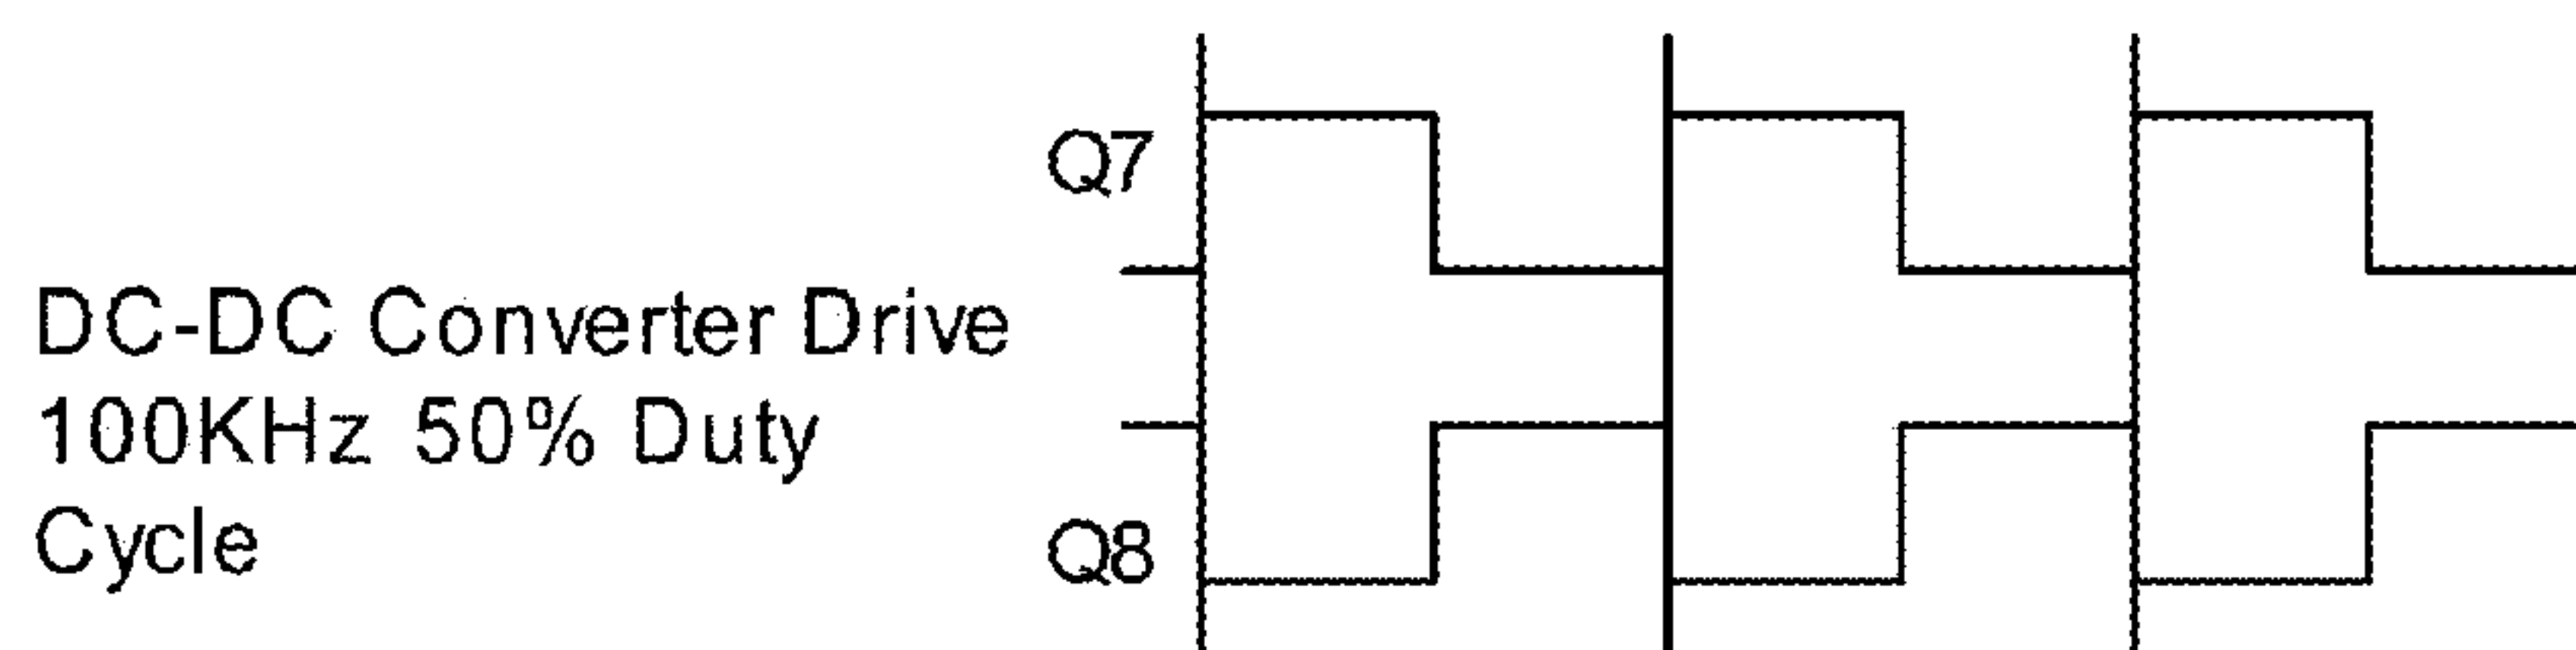 Q7
DC-DC Converter Drive
100KHz 50% Duty
Cycle
Q8